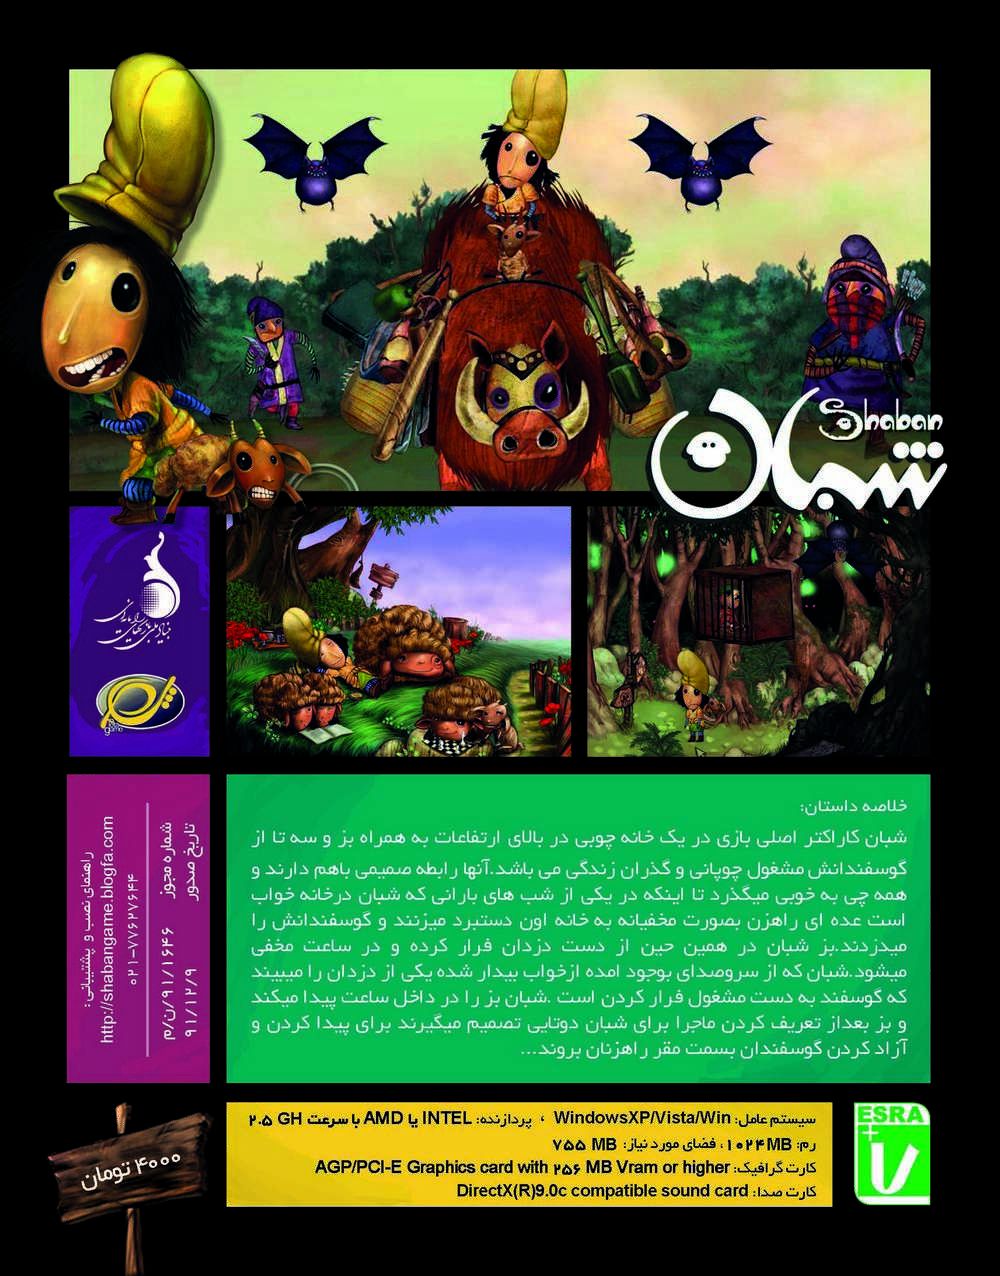 Shaban
شبان
بنیاد ملی بازی‌های رایانه‌ای
game
خلاصه داستان:
شبان کاراکتر اصلی بازی در یک خانه چوبی در بالای ارتفاعات به همراه بز و سه تا از
گوسفندانش مشغول چوپانی و گذران زندگی می باشد.آنها رابطه صمیمی باهم دارند و
همه چی به خوبی میگذرد تا اینکه در یکی از شب های بارانی که شبان درخانه خواب
است عده ای راهزن بصورت مخفیانه به خانه اون دستبرد میزنند و گوسفندانش را
میدزدند.بز شبان در همین حین از دست دزدان فرار کرده و در ساعت مخفی
میشود.شبان که از سروصدای بوجود امده ازخواب بیدار شده یکی از دزدان را میبیند
که گوسفند به دست مشغول فرار کردن است .شبان بز را در داخل ساعت پیدا میکند
و بز بعداز تعریف کردن ماجرا برای شبان دوتایی تصمیم میگیرند برای پیدا کردن و
آزاد کردن گوسفندان بسمت مقر راهزنان بروند...
راهنمای نصب و پشتیبانی :
۰۲۱-۷۷۶۲۷۶۴۴
http://shabangame.blogfa.com
شماره مجوز ۹۱/۱۶۴۶/ن/م
تاریخ صدور ۹۱/۱۲/۹
سیستم عامل: WindowsXP/Vista/Win ، پردازنده: INTEL یا AMD با سرعت ۲.۵ GH
رم: ۱۰۲۴MB، فضای مورد نیاز: ۷۵۵ MB
کارت گرافیک: AGP/PCI-E Graphics card with ۲۵۶ MB Vram or higher
کارت صدا: DirectX(R)9.0c compatible sound card
ESRA
+۷
۴۰۰۰ تومان